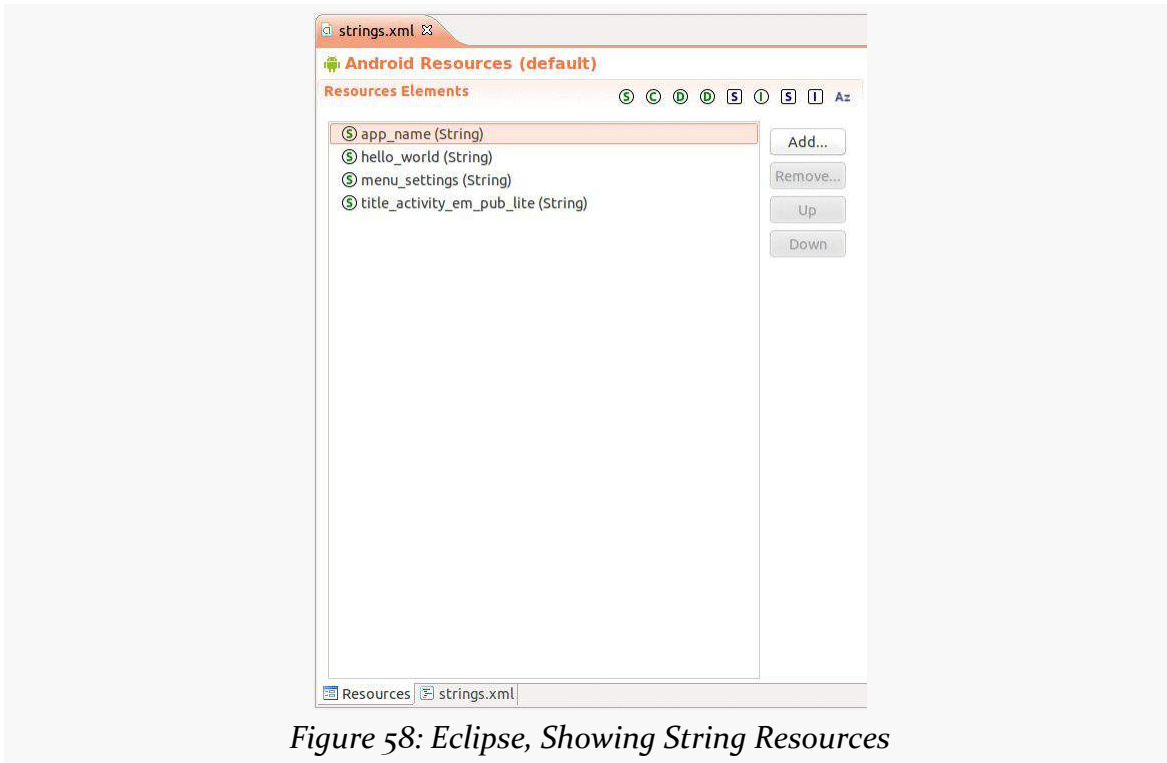 strings.xml
Android Resources (default)
Resources Elements
S C D D S I S I Az
S app_name (String)
S hello_world (String)
S menu_settings (String)
S title_activity_em_pub_lite (String)
Add...
Remove...
Up
Down
Resources strings.xml
Figure 58: Eclipse, Showing String Resources